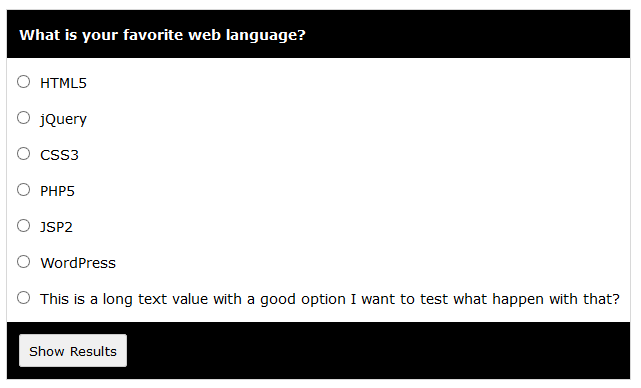 What is your favorite web language?
HTML5
jQuery
CSS3
PHP5
JSP2
WordPress
This is a long text value with a good option I want to test what happen with that?
Show Results